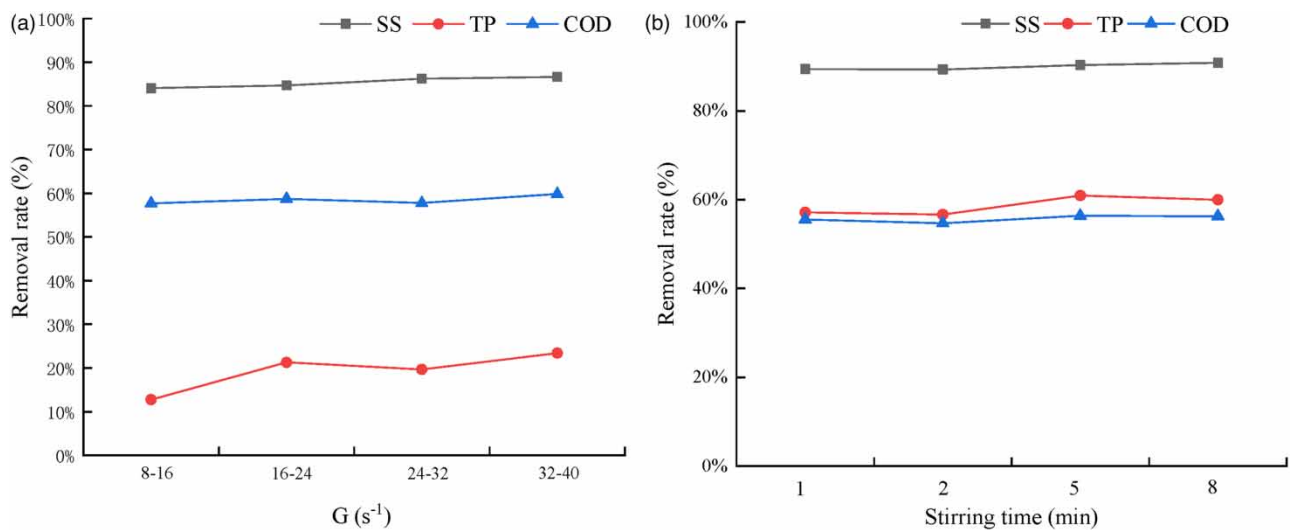 (a)
SS TP COD
100%
90%
80%
70%
60%
50%
40%
30%
20%
10%
0%
Removal rate (%)
8-16 16-24 24-32 32-40
G (s⁻¹)
(b)
SS TP COD
100%
80%
60%
40%
20%
0%
Removal rate (%)
1 2 5 8
Stirring time (min)